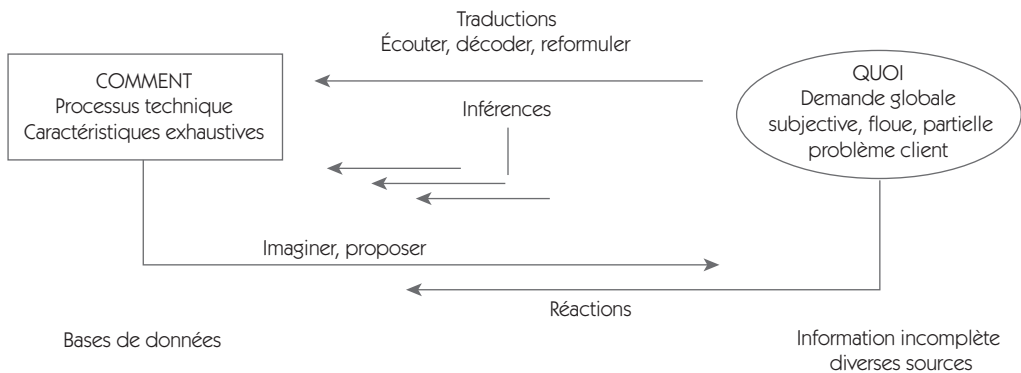 Traductions
Écouter, décoder, reformuler
COMMENT
Processus technique
Caractéristiques exhaustives
Inférences
QUOI
Demande globale
subjective, floue, partielle
problème client
Imaginer, proposer
Réactions
Bases de données
Information incomplète
diverses sources